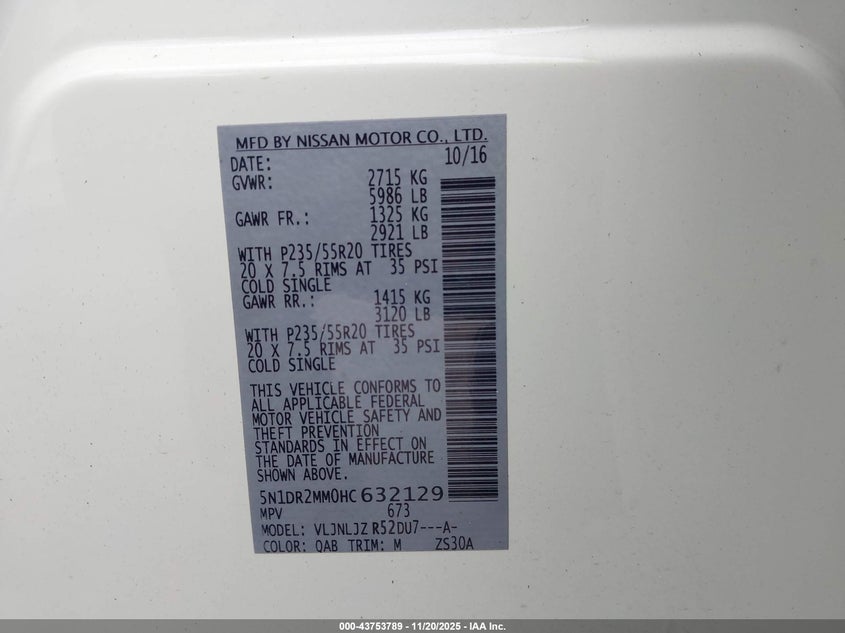 MFD BY NISSAN MOTOR CO., LTD.
DATE: 10/16
GVWR: 2715 KG
5986 LB
GAWR FR.: 1325 KG
2921 LB
WITH P235/55R20 TIRES
20 X 7.5 RIMS AT 35 PSI
COLD SINGLE
GAWR RR.: 1415 KG
3120 LB
WITH P235/55R20 TIRES
20 X 7.5 RIMS AT 35 PSI
COLD SINGLE
THIS VEHICLE CONFORMS TO
ALL APPLICABLE FEDERAL
MOTOR VEHICLE SAFETY AND
THEFT PREVENTION
STANDARDS IN EFFECT ON
THE DATE OF MANUFACTURE
SHOWN ABOVE.
5N1DR2MM0HC632129
MPV 673
MODEL: VLJNLJZ R52DU7---A-
COLOR: QAB TRIM: M ZS30A
000-43753789 - 11/20/2025 - IAA Inc.